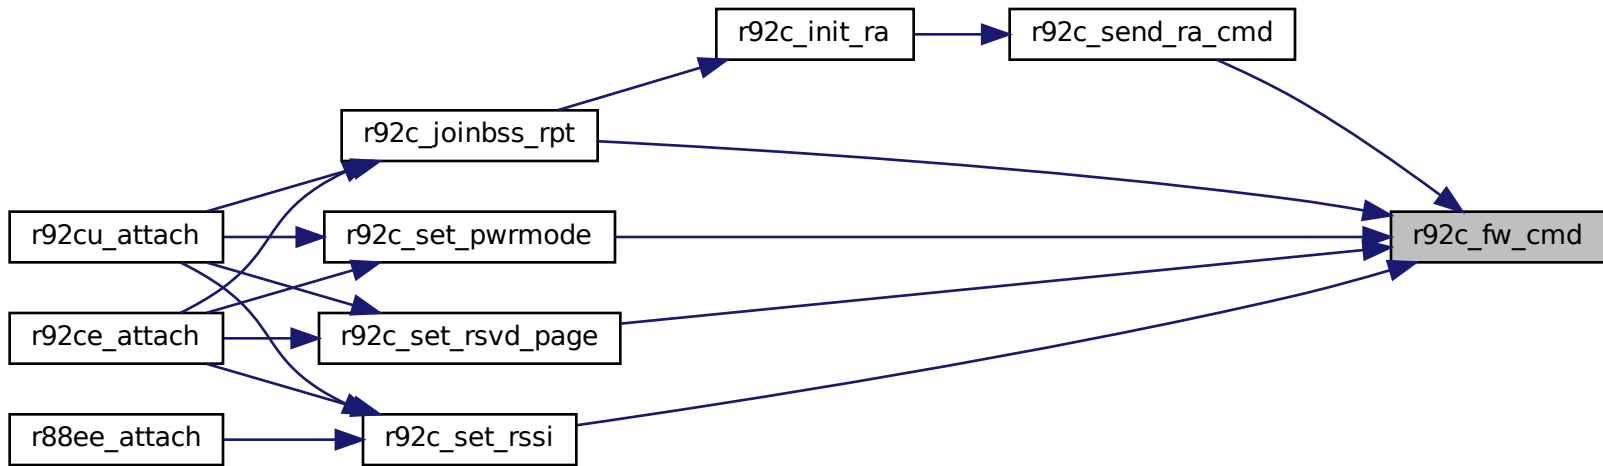 r92c_init_ra
r92c_send_ra_cmd
r92c_joinbss_rpt
r92cu_attach
r92c_set_pwrmode
r92c_fw_cmd
r92ce_attach
r92c_set_rsvd_page
r88ee_attach
r92c_set_rssi